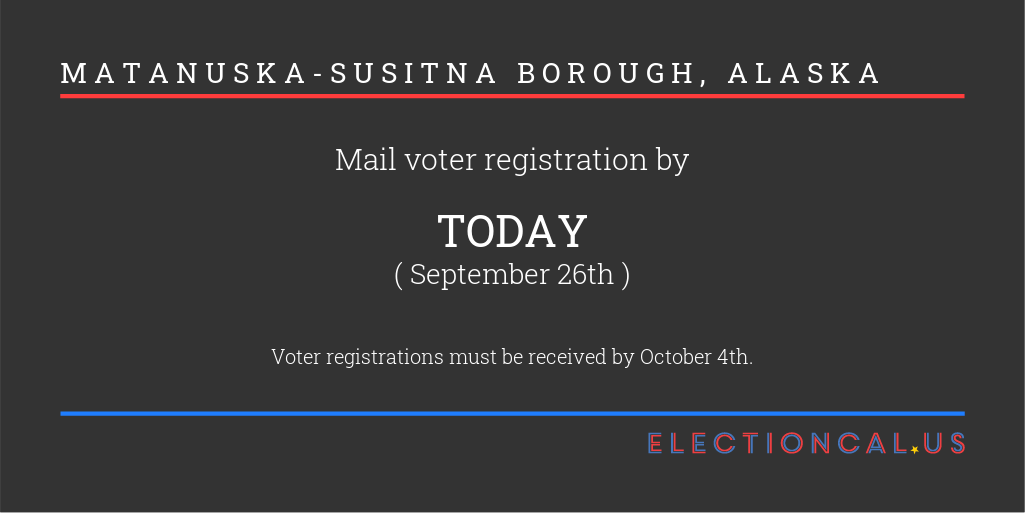 MATANUSKA-SUSITNA BOROUGH, ALASKA
Mail voter registration by
TODAY
( September 26th )
Voter registrations must be received by October 4th.
ELECTIONCAL.US